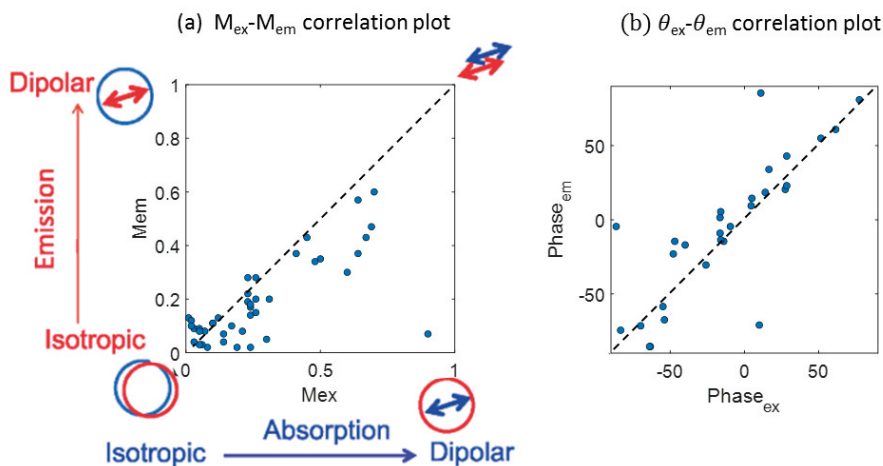 (a) Mₑₓ-Mₑₘ correlation plot
(b) θₑₓ-θₑₘ correlation plot
Dipolar
Emission
Isotropic
1
0.8
0.6
0.4
0.2
0
Mem
0
0.5
1
Mex
Isotropic
Absorption
Dipolar
50
0
-50
Phaseₑₘ
-50
0
50
Phaseₑₓ